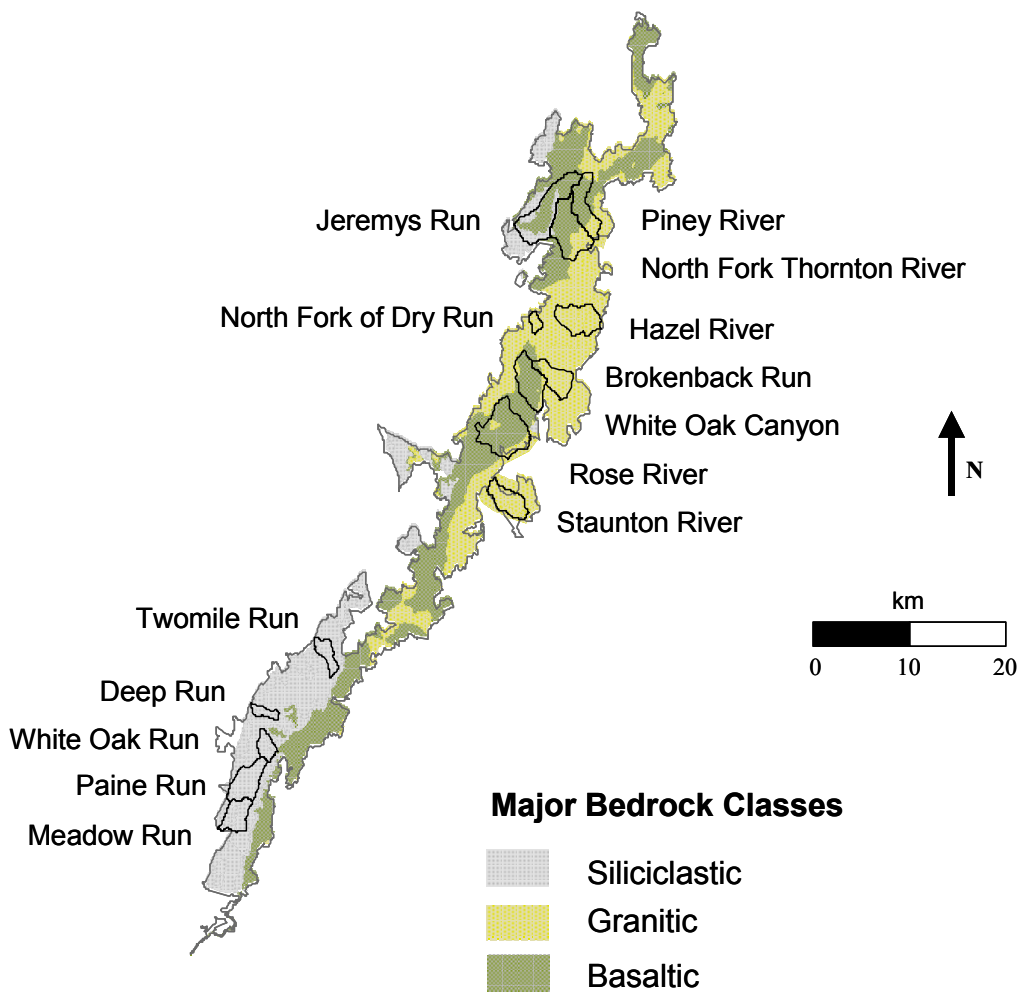 Jeremys Run
Piney River
North Fork Thornton River
North Fork of Dry Run
Hazel River
Brokenback Run
White Oak Canyon
N
Rose River
Staunton River
km
Twomile Run
0 10 20
Deep Run
White Oak Run
Paine Run
Meadow Run
Major Bedrock Classes
Siliciclastic
Granitic
Basaltic